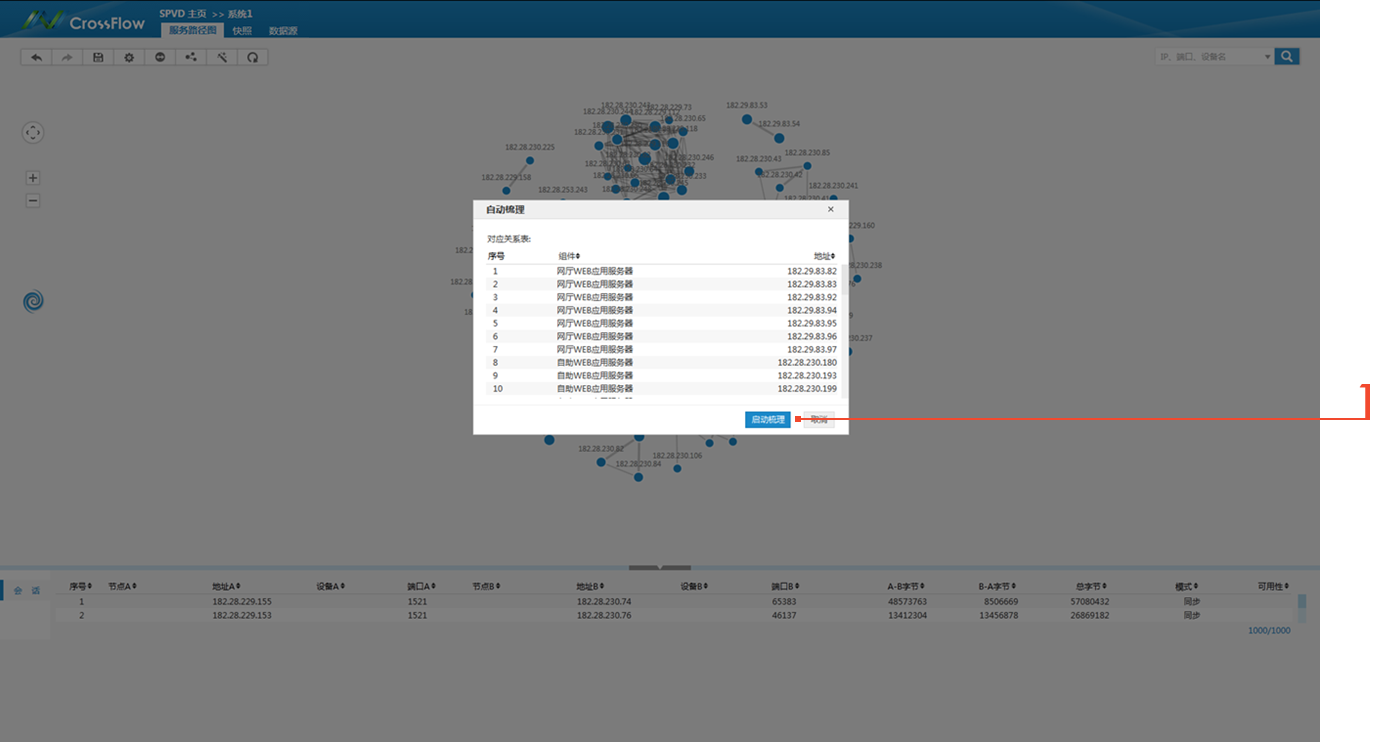 CrossFlow
SPVD 主页 >> 系统1
服务路径图 快照 数据源
IP、端口、设备名
182.28.229.73
182.29.83.53
182.29.83.54
182.28.230.225
182.28.230.246
182.28.230.43
182.28.230.85
182.28.229.158
182.28.230.42
182.28.230.241
182.28.253.243
自动梳理 ×
对应关系表:
序号 组件 地址
1 网厅WEB应用服务器 182.29.83.82
2 网厅WEB应用服务器 182.29.83.83
3 网厅WEB应用服务器 182.29.83.92
4 网厅WEB应用服务器 182.29.83.94
5 网厅WEB应用服务器 182.29.83.95
6 网厅WEB应用服务器 182.29.83.96
7 网厅WEB应用服务器 182.29.83.97
8 自助WEB应用服务器 182.28.230.180
9 自助WEB应用服务器 182.28.230.193
10 自助WEB应用服务器 182.28.230.199
启动梳理 取消
1
182.28.230.82
182.28.230.106
182.28.230.84
会 话
序号 节点A 地址A 设备A 端口A 节点B 地址B 设备B 端口B A-B字节 B-A字节 总字节 模式 可用性
1 182.28.229.155 1521 182.28.230.74 65383 48573763 8506669 57080432 同步
2 182.28.229.153 1521 182.28.230.76 46137 13412304 13456878 26869182 同步
1000/1000